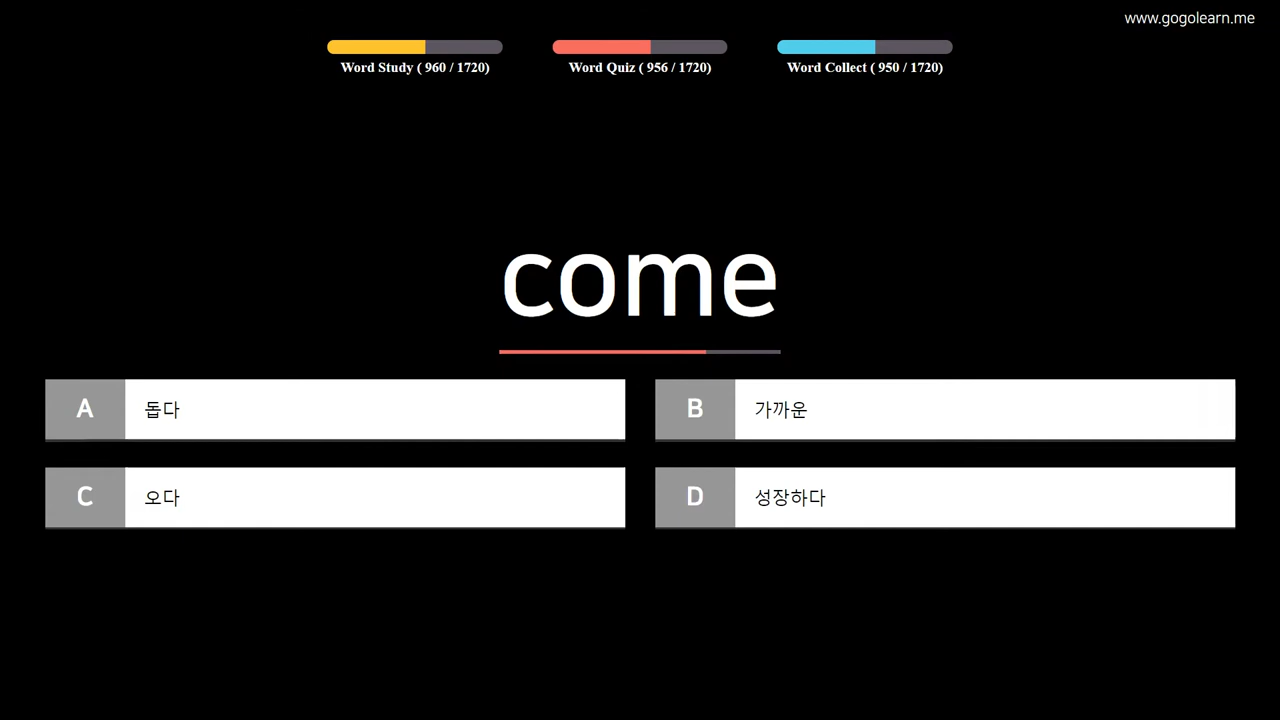 www.gogolearn.me
Word Study ( 960 / 1720)
Word Quiz ( 956 / 1720)
Word Collect ( 950 / 1720)
come
A 돕다
B 가까운
C 오다
D 성장하다